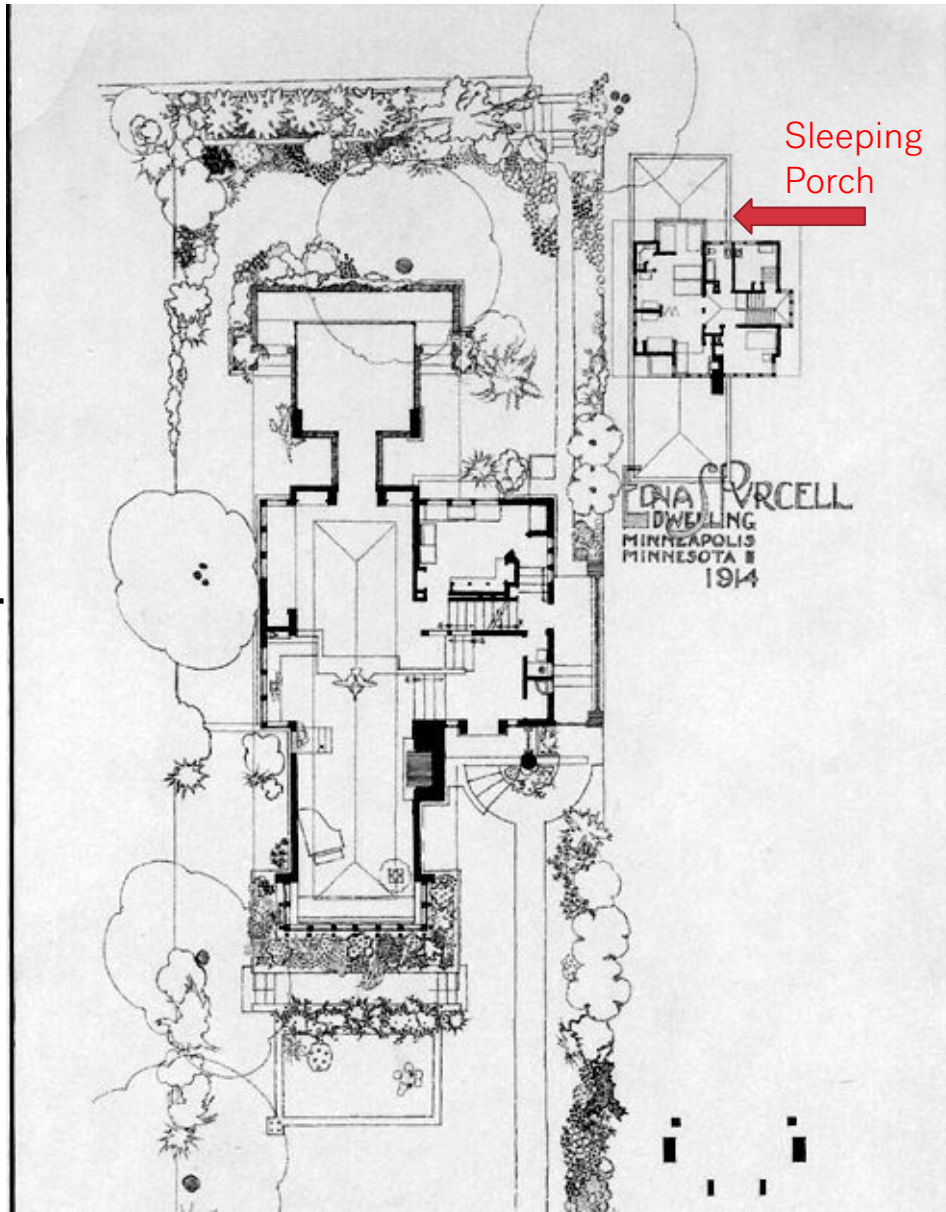 Sleeping
Porch
EDNA S PVRCELL
DWELLING
MINNEAPOLIS
MINNESOTA
1914